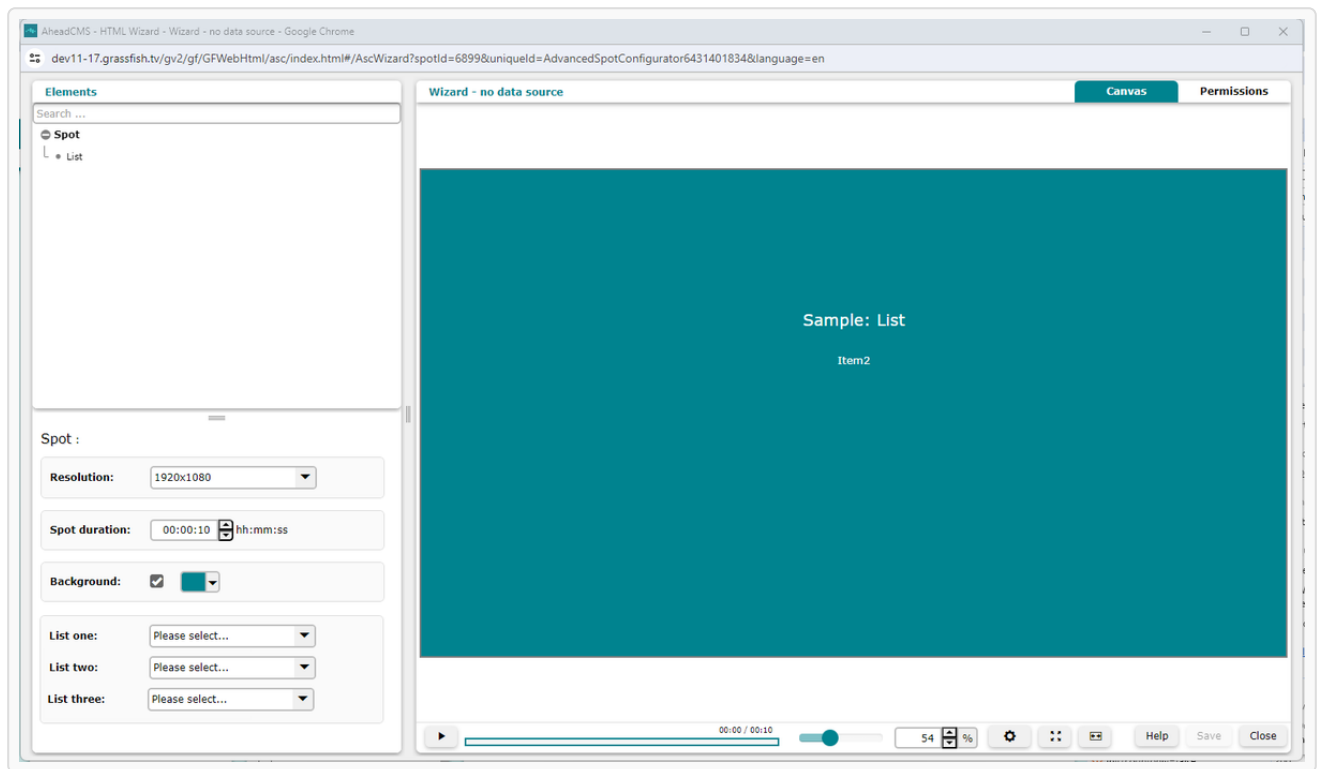 AheadCMS - HTML Wizard - Wizard - no data source - Google Chrome
dev11-17.grassfish.tv/gv2/gf/GFWebHtml/asc/index.html#/AscWizard?spotId=6899&uniqueId=AdvancedSpotConfigurator6431401834&language=en
Elements
Search ...
Spot
List
Wizard - no data source
Canvas
Permissions
Sample: List
Item2
Spot :
Resolution: 1920x1080
Spot duration: 00:00:10 hh:mm:ss
Background:
List one: Please select...
List two: Please select...
List three: Please select...
00:00 / 00:10
54 %
Help
Save
Close